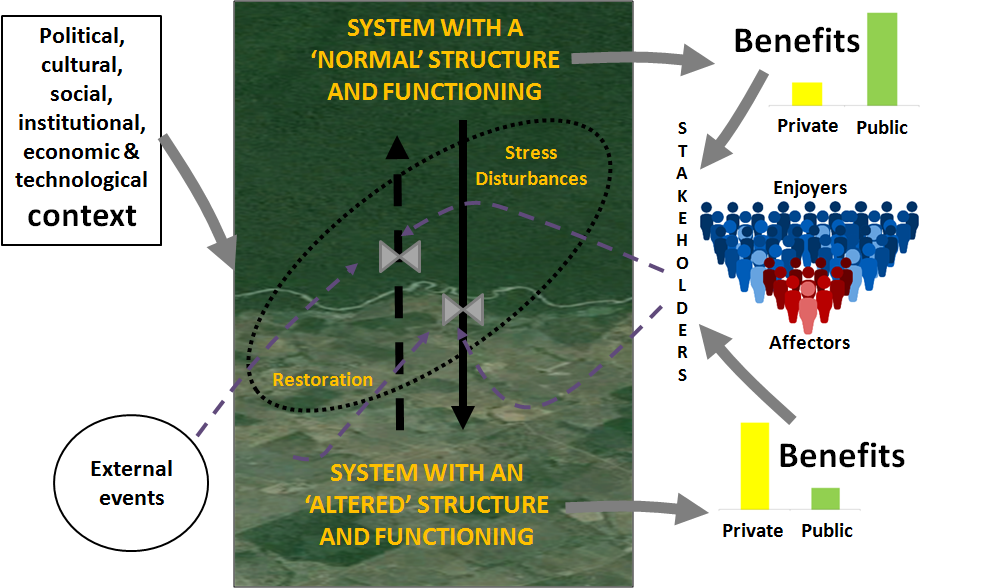 Political,
cultural,
social,
institutional,
economic &
technological
context
SYSTEM WITH A
‘NORMAL’ STRUCTURE
AND FUNCTIONING
Stress
Disturbances
Restoration
External
events
SYSTEM WITH AN
‘ALTERED’ STRUCTURE
AND FUNCTIONING
Benefits
Private
Public
STAKEHOLDERS
Enjoyers
Affectors
Benefits
Private
Public